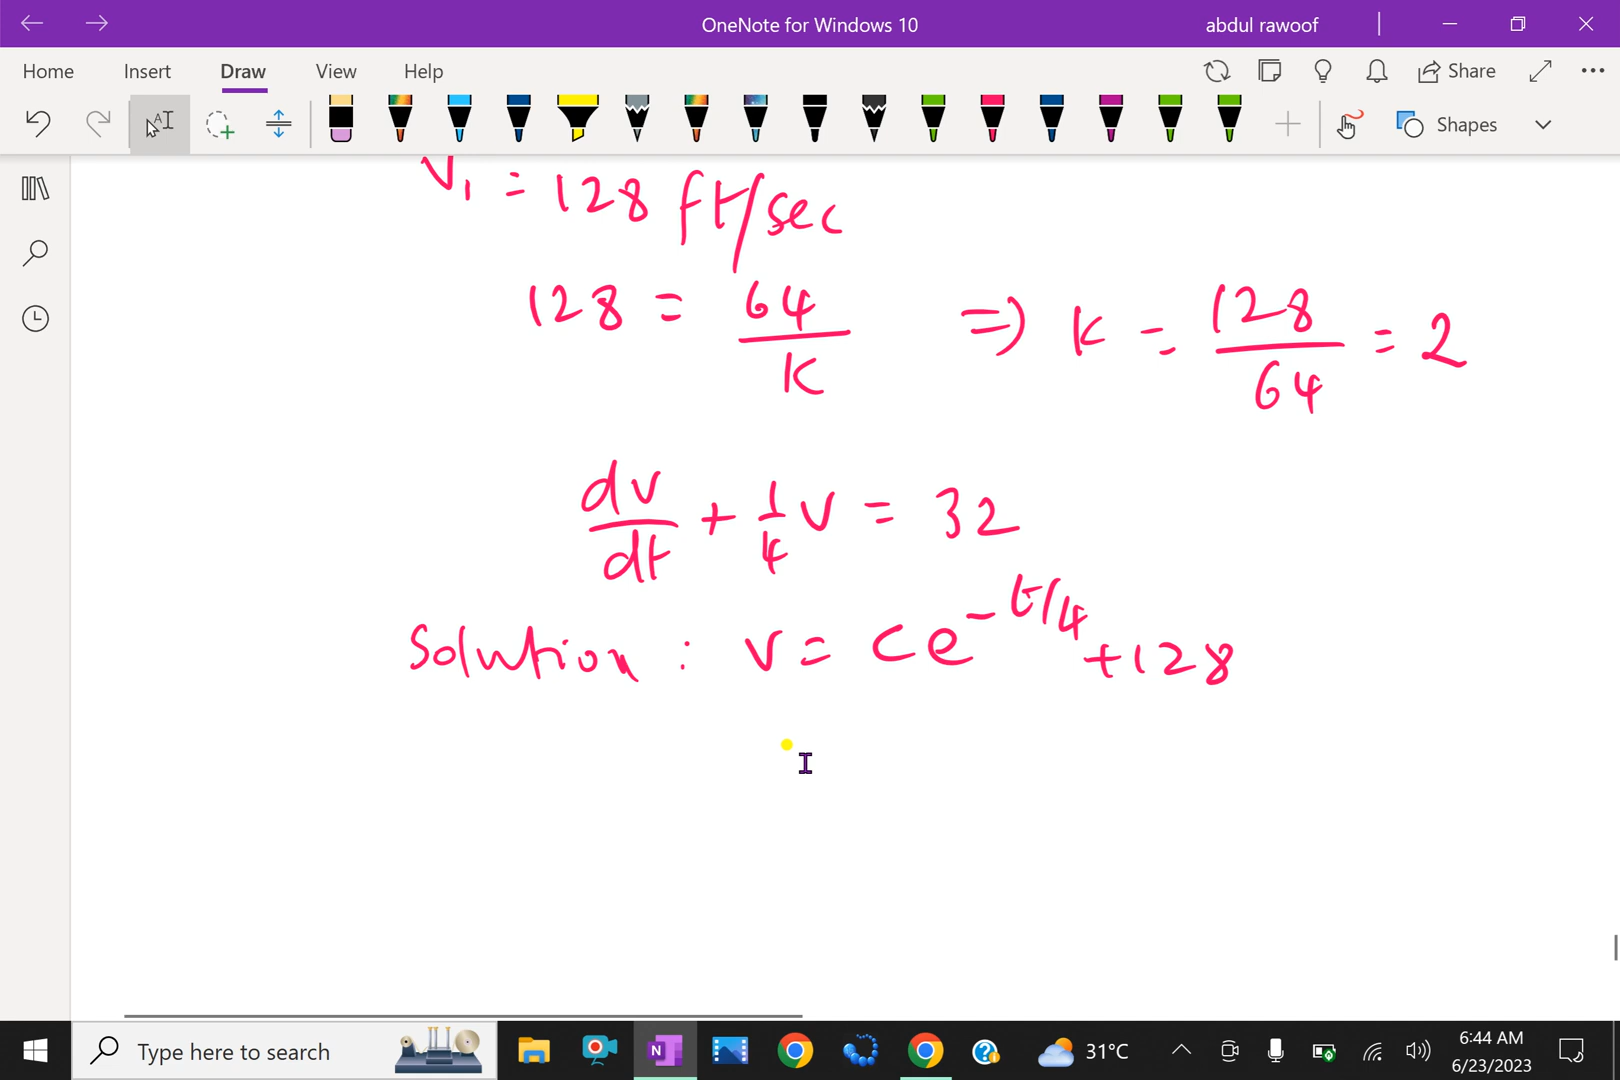 OneNote for Windows 10
abdul rawoof
Home Insert Draw View Help
Share
Shapes
V₁ = 128 ft/sec
128 = 64/K => K = 128/64 = 2
dv/dt + 1/4 V = 32
Solution : V = Ce^-t/4 +128
Type here to search
31°C
6:44 AM
6/23/2023